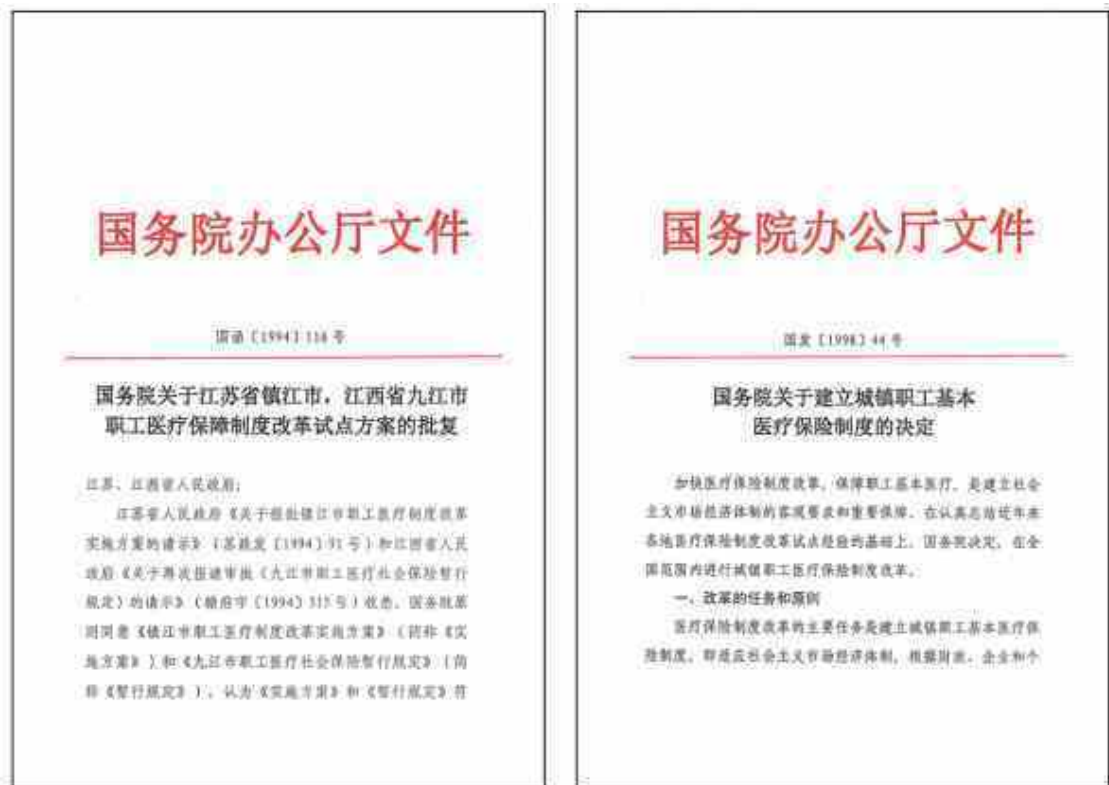 国务院办公厅文件
国函〔1994〕116 号
国务院关于江苏省镇江市，江西省九江市
职工医疗保障制度改革试点方案的批复
江苏、江西省人民政府：
江苏省人民政府《关于报批镇江市职工医疗制度改革
实施方案的请示》（苏政发〔1994〕91 号）和江西省人民
政府《关于再次报请审批〈九江市职工医疗社会保险暂行
规定〉的请示》（赣府字〔1994〕315 号）收悉。国务院原
则同意《镇江市职工医疗制度改革实施方案》（简称《实
施方案》）和《九江市职工医疗社会保险暂行规定》（简
称《暂行规定》），认为《实施方案》和《暂行规定》符
国务院办公厅文件
国发〔1998〕44 号
国务院关于建立城镇职工基本
医疗保险制度的决定
加快医疗保险制度改革，保障职工基本医疗，是建立社会
主义市场经济体制的客观要求和重要保障。在认真总结近年来
各地医疗保险制度改革试点经验的基础上，国务院决定，在全
国范围内进行城镇职工医疗保险制度改革。
一、改革的任务和原则
医疗保险制度改革的主要任务是建立城镇职工基本医疗保
险制度，即适应社会主义市场经济体制，根据财政、企业和个